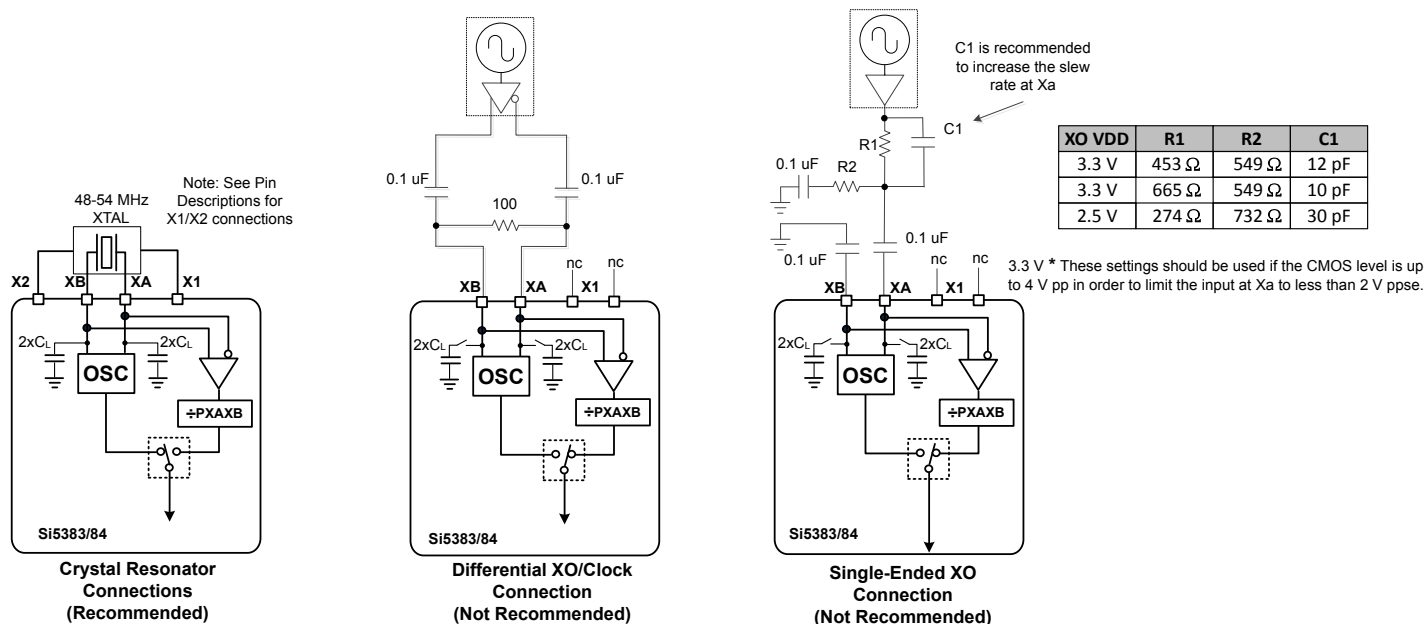 48-54 MHz
XTAL
Note: See Pin
Descriptions for
X1/X2 connections
X2
XB
XA
X1
2xCL
2xCL
OSC
÷PXAXB
Si5383/84
Crystal Resonator
Connections
(Recommended)
0.1 uF
0.1 uF
100
nc
nc
XB
XA
X1
2xCL
2xCL
OSC
÷PXAXB
Si5383/84
Differential XO/Clock
Connection
(Not Recommended)
C1 is recommended
to increase the slew
rate at Xa
C1
R1
R2
0.1 uF
0.1 uF
0.1 uF
nc
nc
XB
XA
X1
2xCL
2xCL
OSC
÷PXAXB
Si5383/84
Single-Ended XO
Connection
(Not Recommended)
XO VDD R1 R2 C1
3.3 V 453 Ω 549 Ω 12 pF
3.3 V 665 Ω 549 Ω 10 pF
2.5 V 274 Ω 732 Ω 30 pF
3.3 V * These settings should be used if the CMOS level is up
to 4 V pp in order to limit the input at Xa to less than 2 V ppse.